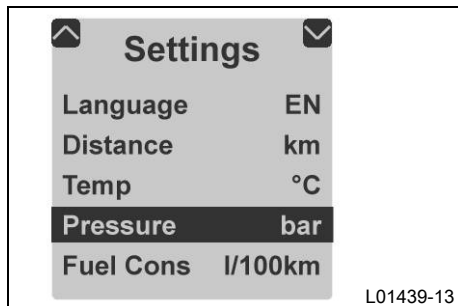 Settings
Language EN
Distance km
Temp °C
Pressure bar
Fuel Cons l/100km
L01439-13